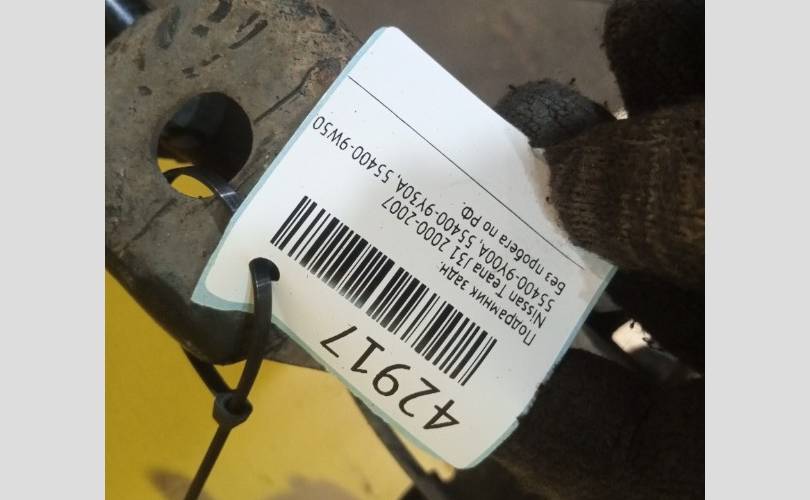 42917
Подрамник задн.
Nissan Teana J31 2000-2007
55400-9Y00A, 55400-9Y30A, 55400-9W50
без пробега по РФ.